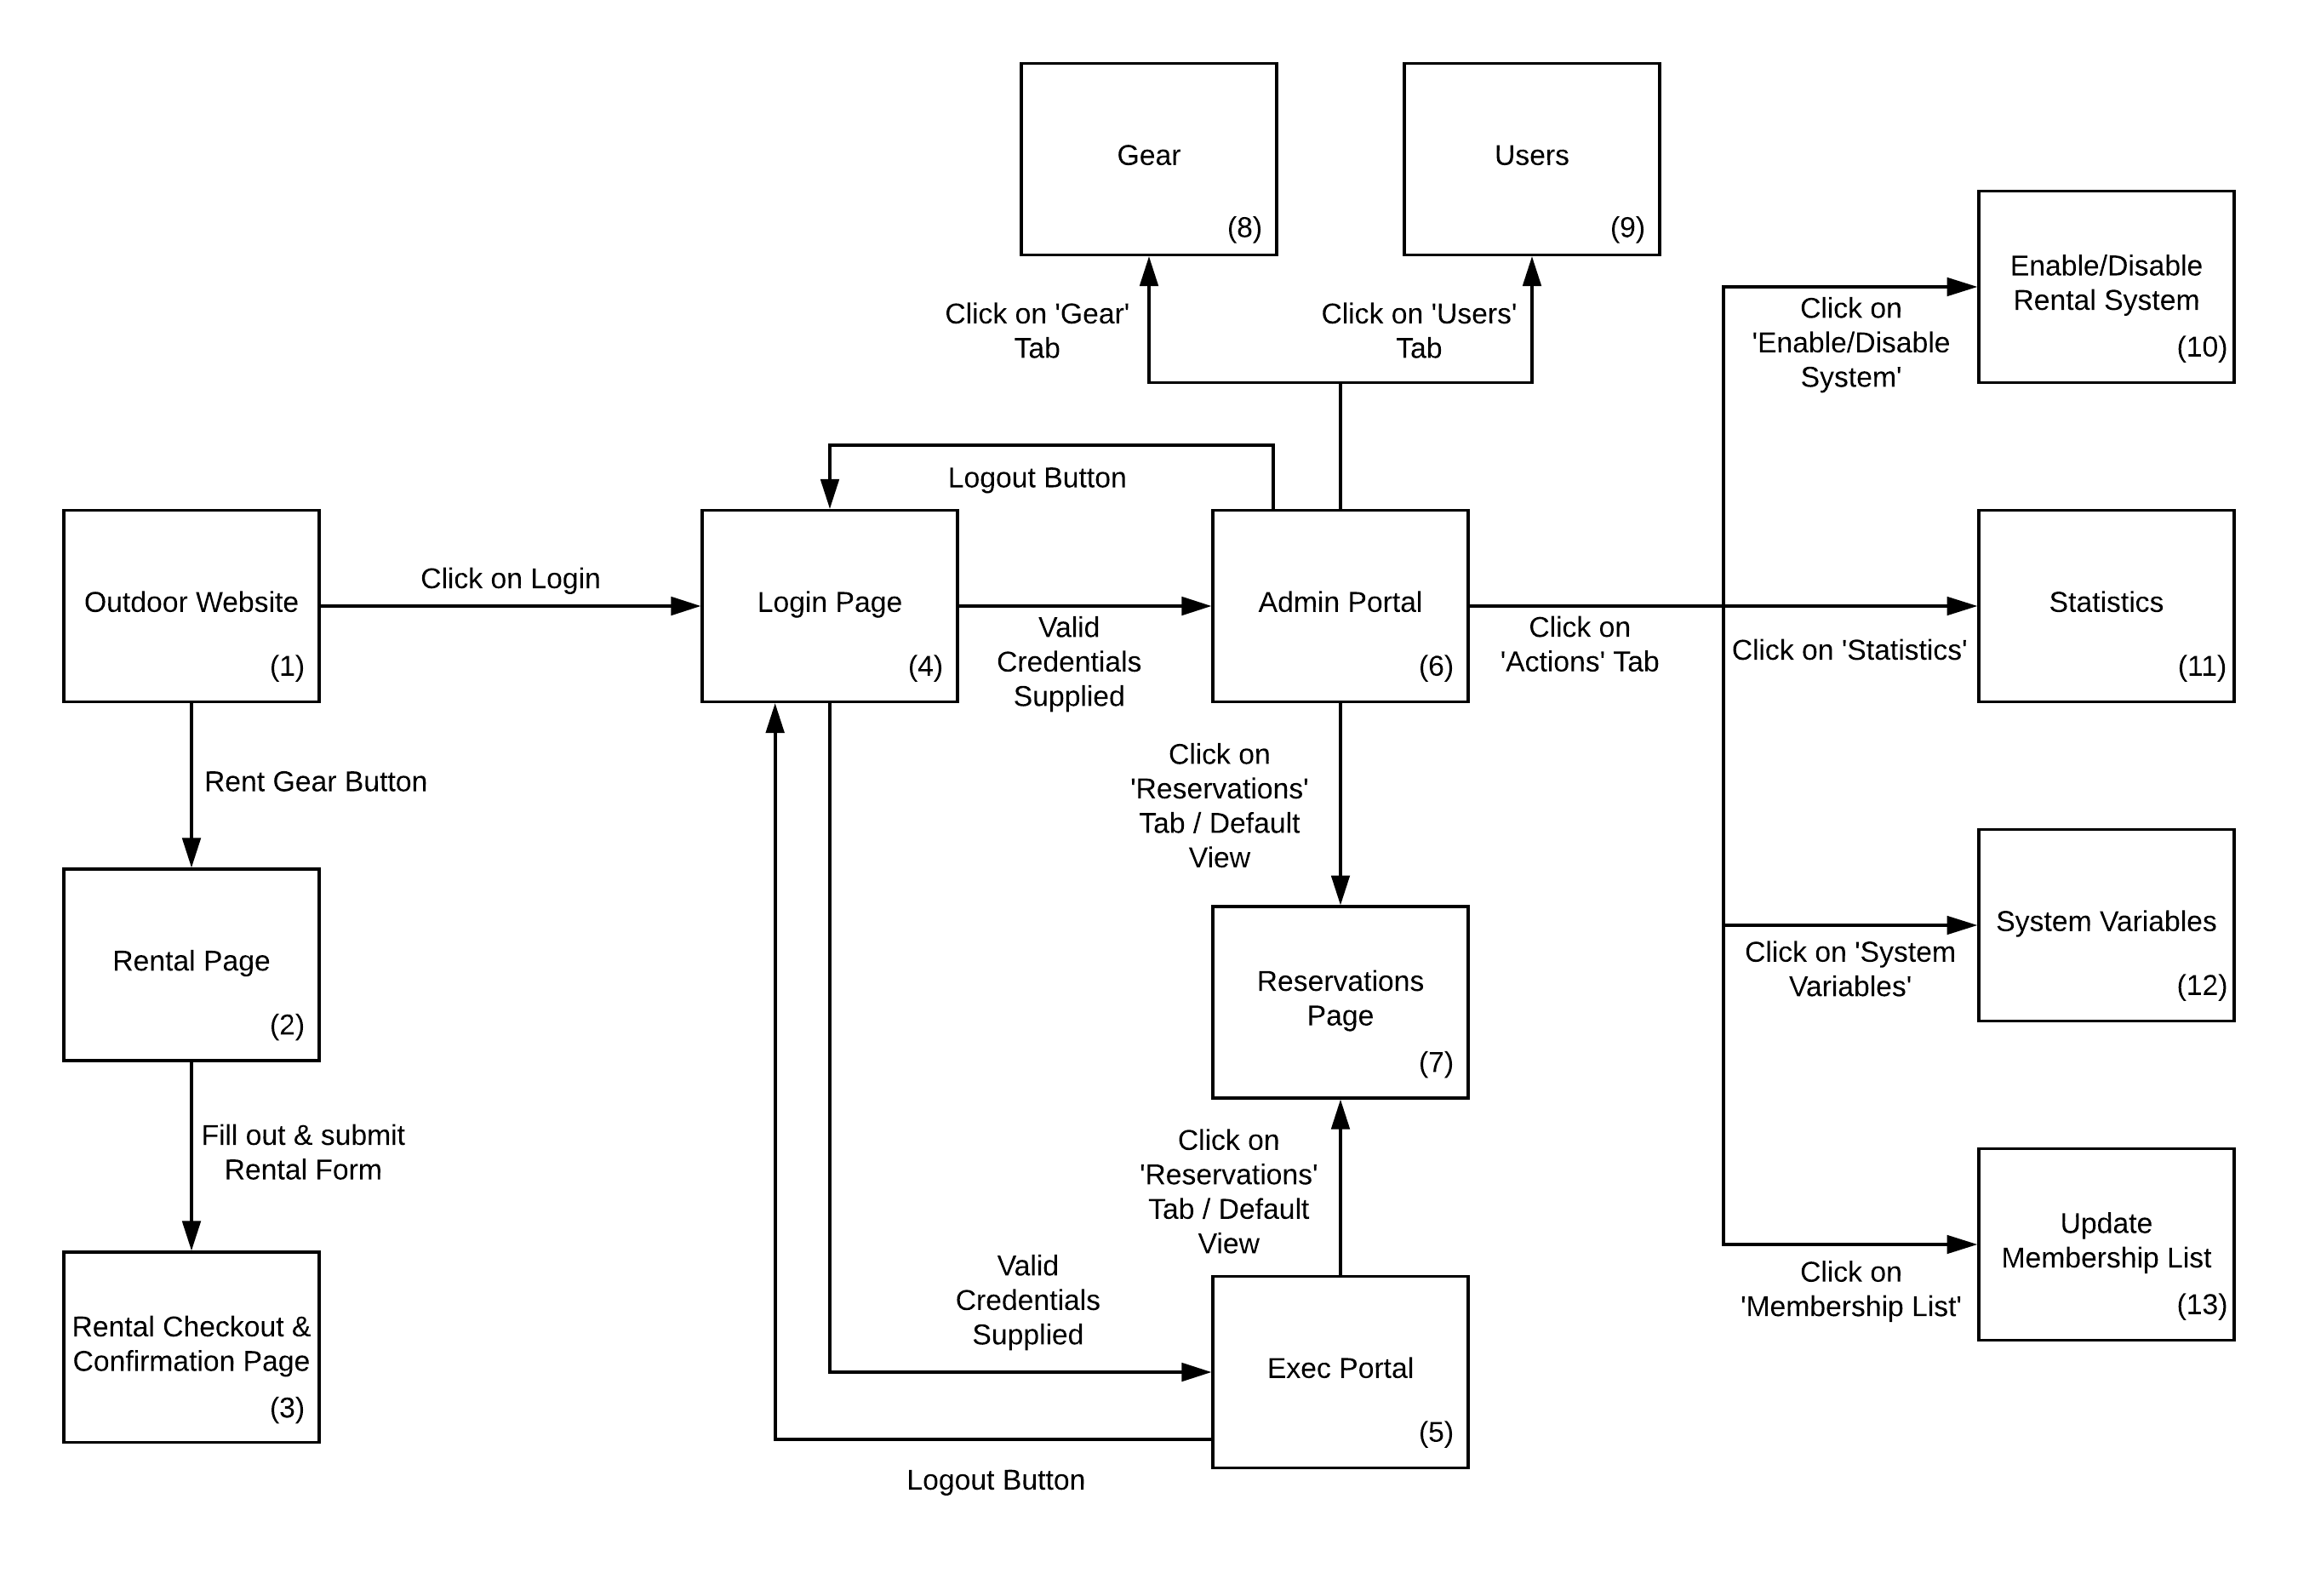 Gear
(8)
Users
(9)
Click on 'Gear'
Tab
Click on 'Users'
Tab
Enable/Disable
Rental System
(10)
Click on
'Enable/Disable
System'
Logout Button
Outdoor Website
(1)
Click on Login
Login Page
(4)
Valid
Credentials
Supplied
Admin Portal
(6)
Click on
'Actions' Tab
Click on 'Statistics'
Statistics
(11)
Rent Gear Button
Click on
'Reservations'
Tab / Default
View
Rental Page
(2)
Reservations
Page
(7)
Click on 'System
Variables'
System Variables
(12)
Fill out & submit
Rental Form
Click on
'Reservations'
Tab / Default
View
Rental Checkout &
Confirmation Page
(3)
Valid
Credentials
Supplied
Exec Portal
(5)
Click on
'Membership List'
Update
Membership List
(13)
Logout Button